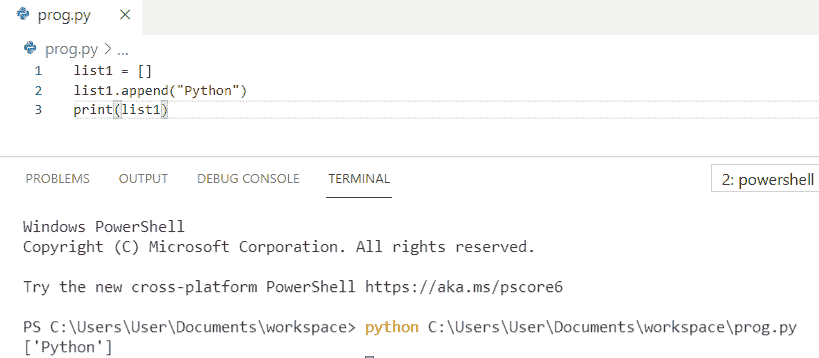 prog.py ×
prog.py > ...
1 list1 = []
2 list1.append("Python")
3 print(list1)
PROBLEMS OUTPUT DEBUG CONSOLE TERMINAL 2: powershell
Windows PowerShell
Copyright (C) Microsoft Corporation. All rights reserved.
Try the new cross-platform PowerShell https://aka.ms/pscore6
PS C:\Users\User\Documents\workspace> python C:\Users\User\Documents\workspace\prog.py
['Python']